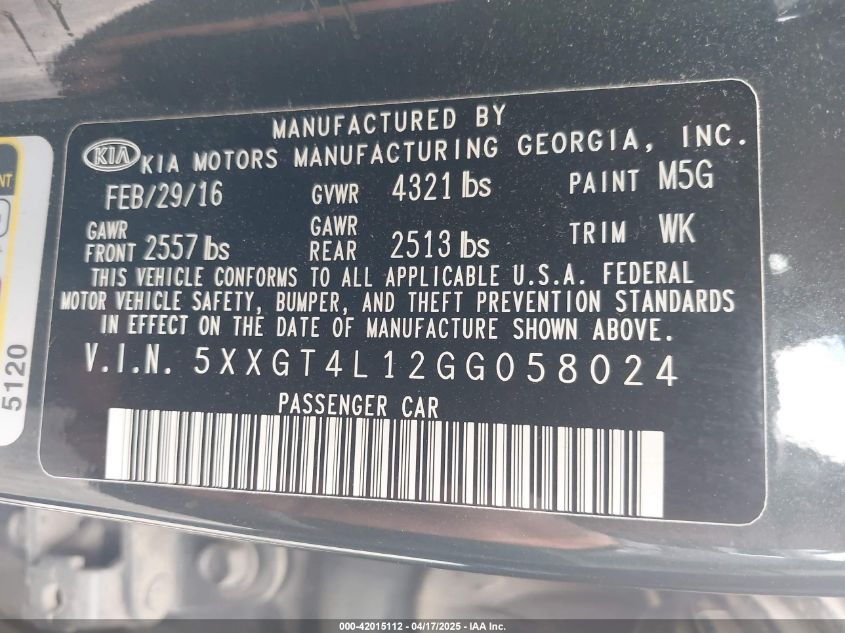 MANUFACTURED BY
KIA KIA MOTORS MANUFACTURING GEORGIA, INC.
FEB/29/16 GVWR 4321 lbs PAINT M5G
GAWR FRONT 2557 lbs GAWR REAR 2513 lbs TRIM WK
THIS VEHICLE CONFORMS TO ALL APPLICABLE U.S.A. FEDERAL
MOTOR VEHICLE SAFETY, BUMPER, AND THEFT PREVENTION STANDARDS
IN EFFECT ON THE DATE OF MANUFACTURE SHOWN ABOVE.
V.I.N. 5XXGT4L12GG058024
PASSENGER CAR
5120
000-42015112 - 04/17/2025 - IAA Inc.